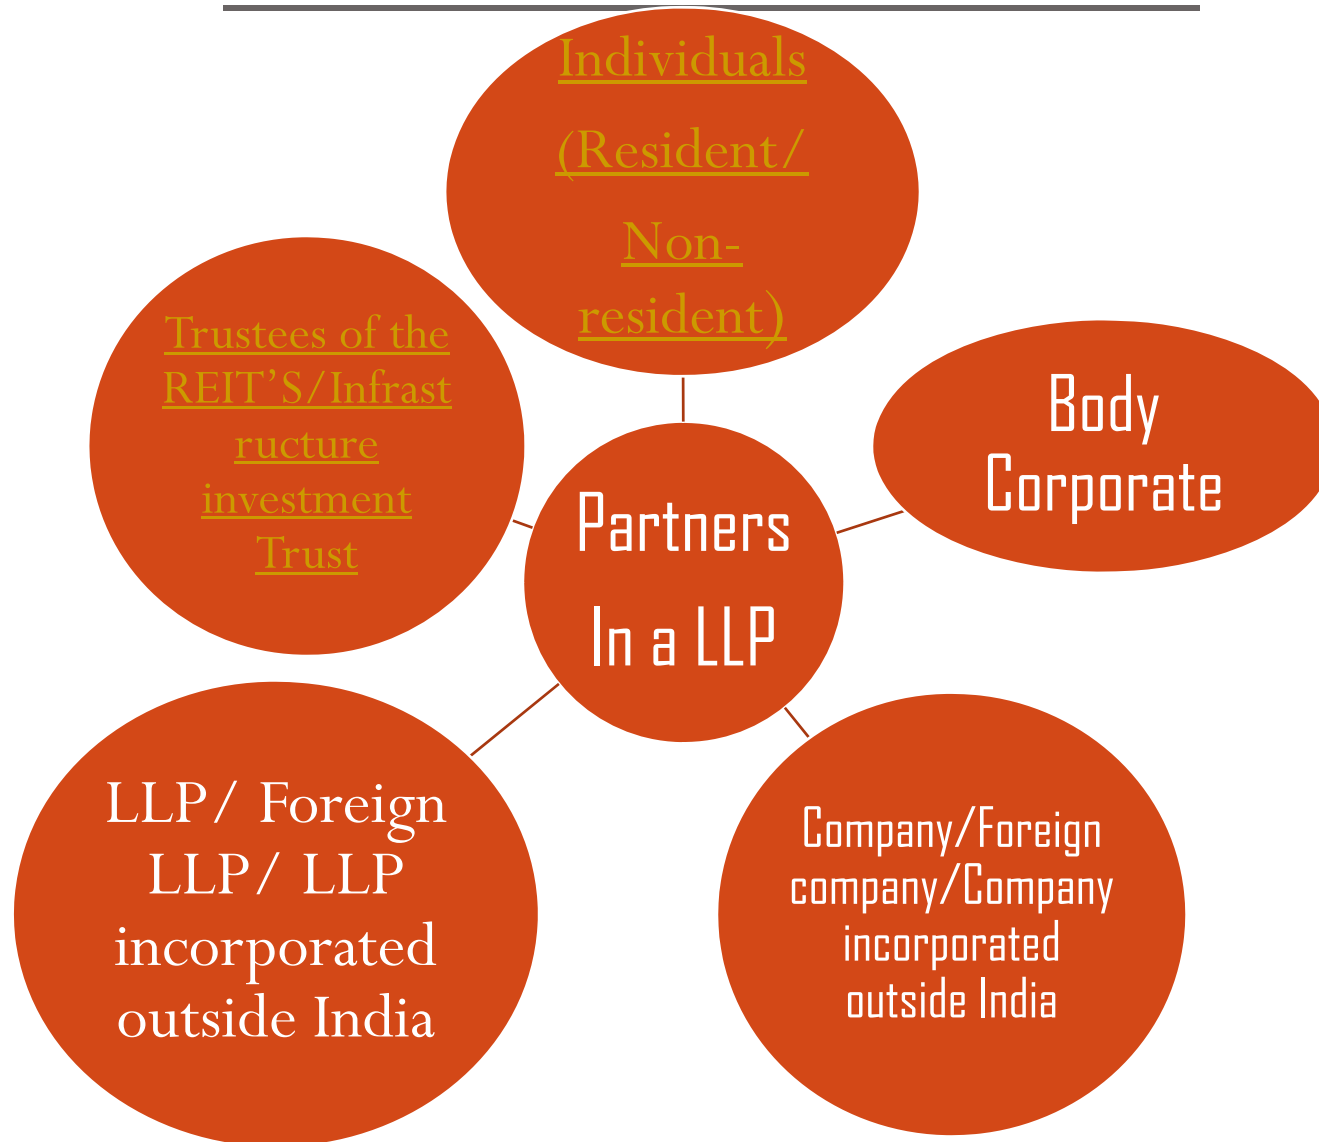 Individuals
(Resident/
Non-
resident)
Trustees of the
REIT’S/Infrast
ructure
investment
Trust
Body
Corporate
Partners
In a LLP
LLP/ Foreign
LLP/ LLP
incorporated
outside India
Company/Foreign
company/Company
incorporated
outside India